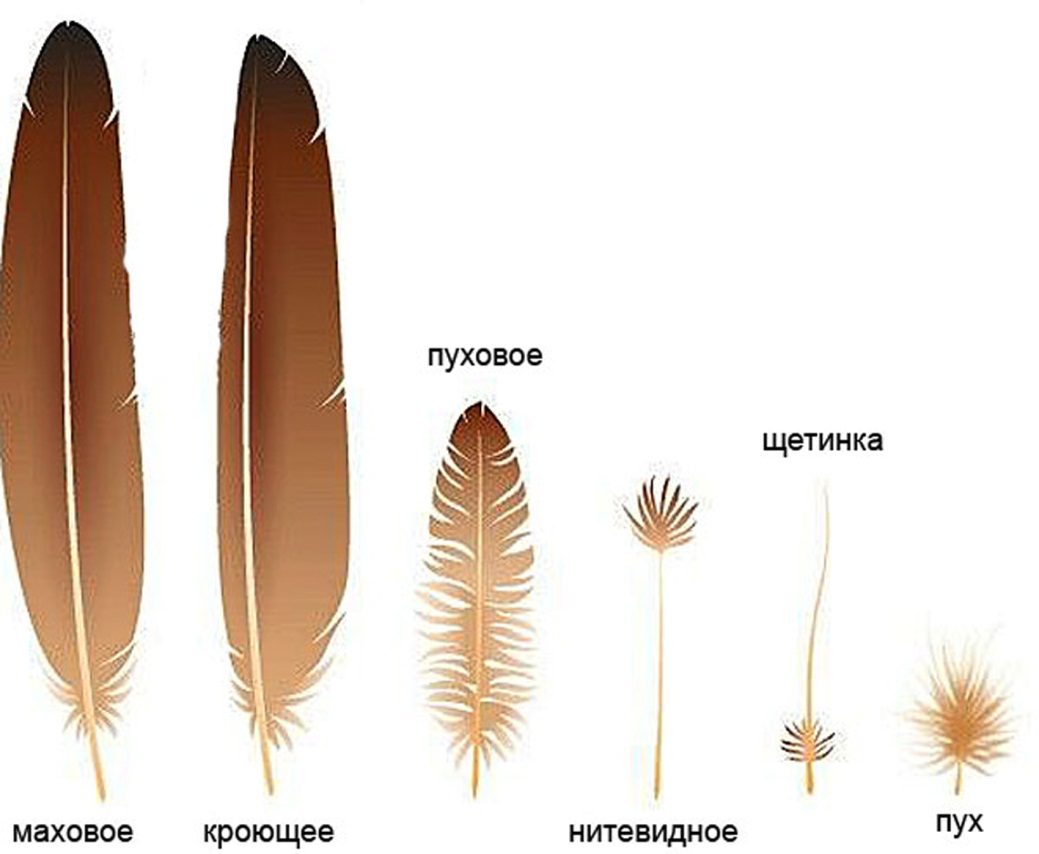 пуховое
щетинка
маховое
кроющее
нитевидное
пух